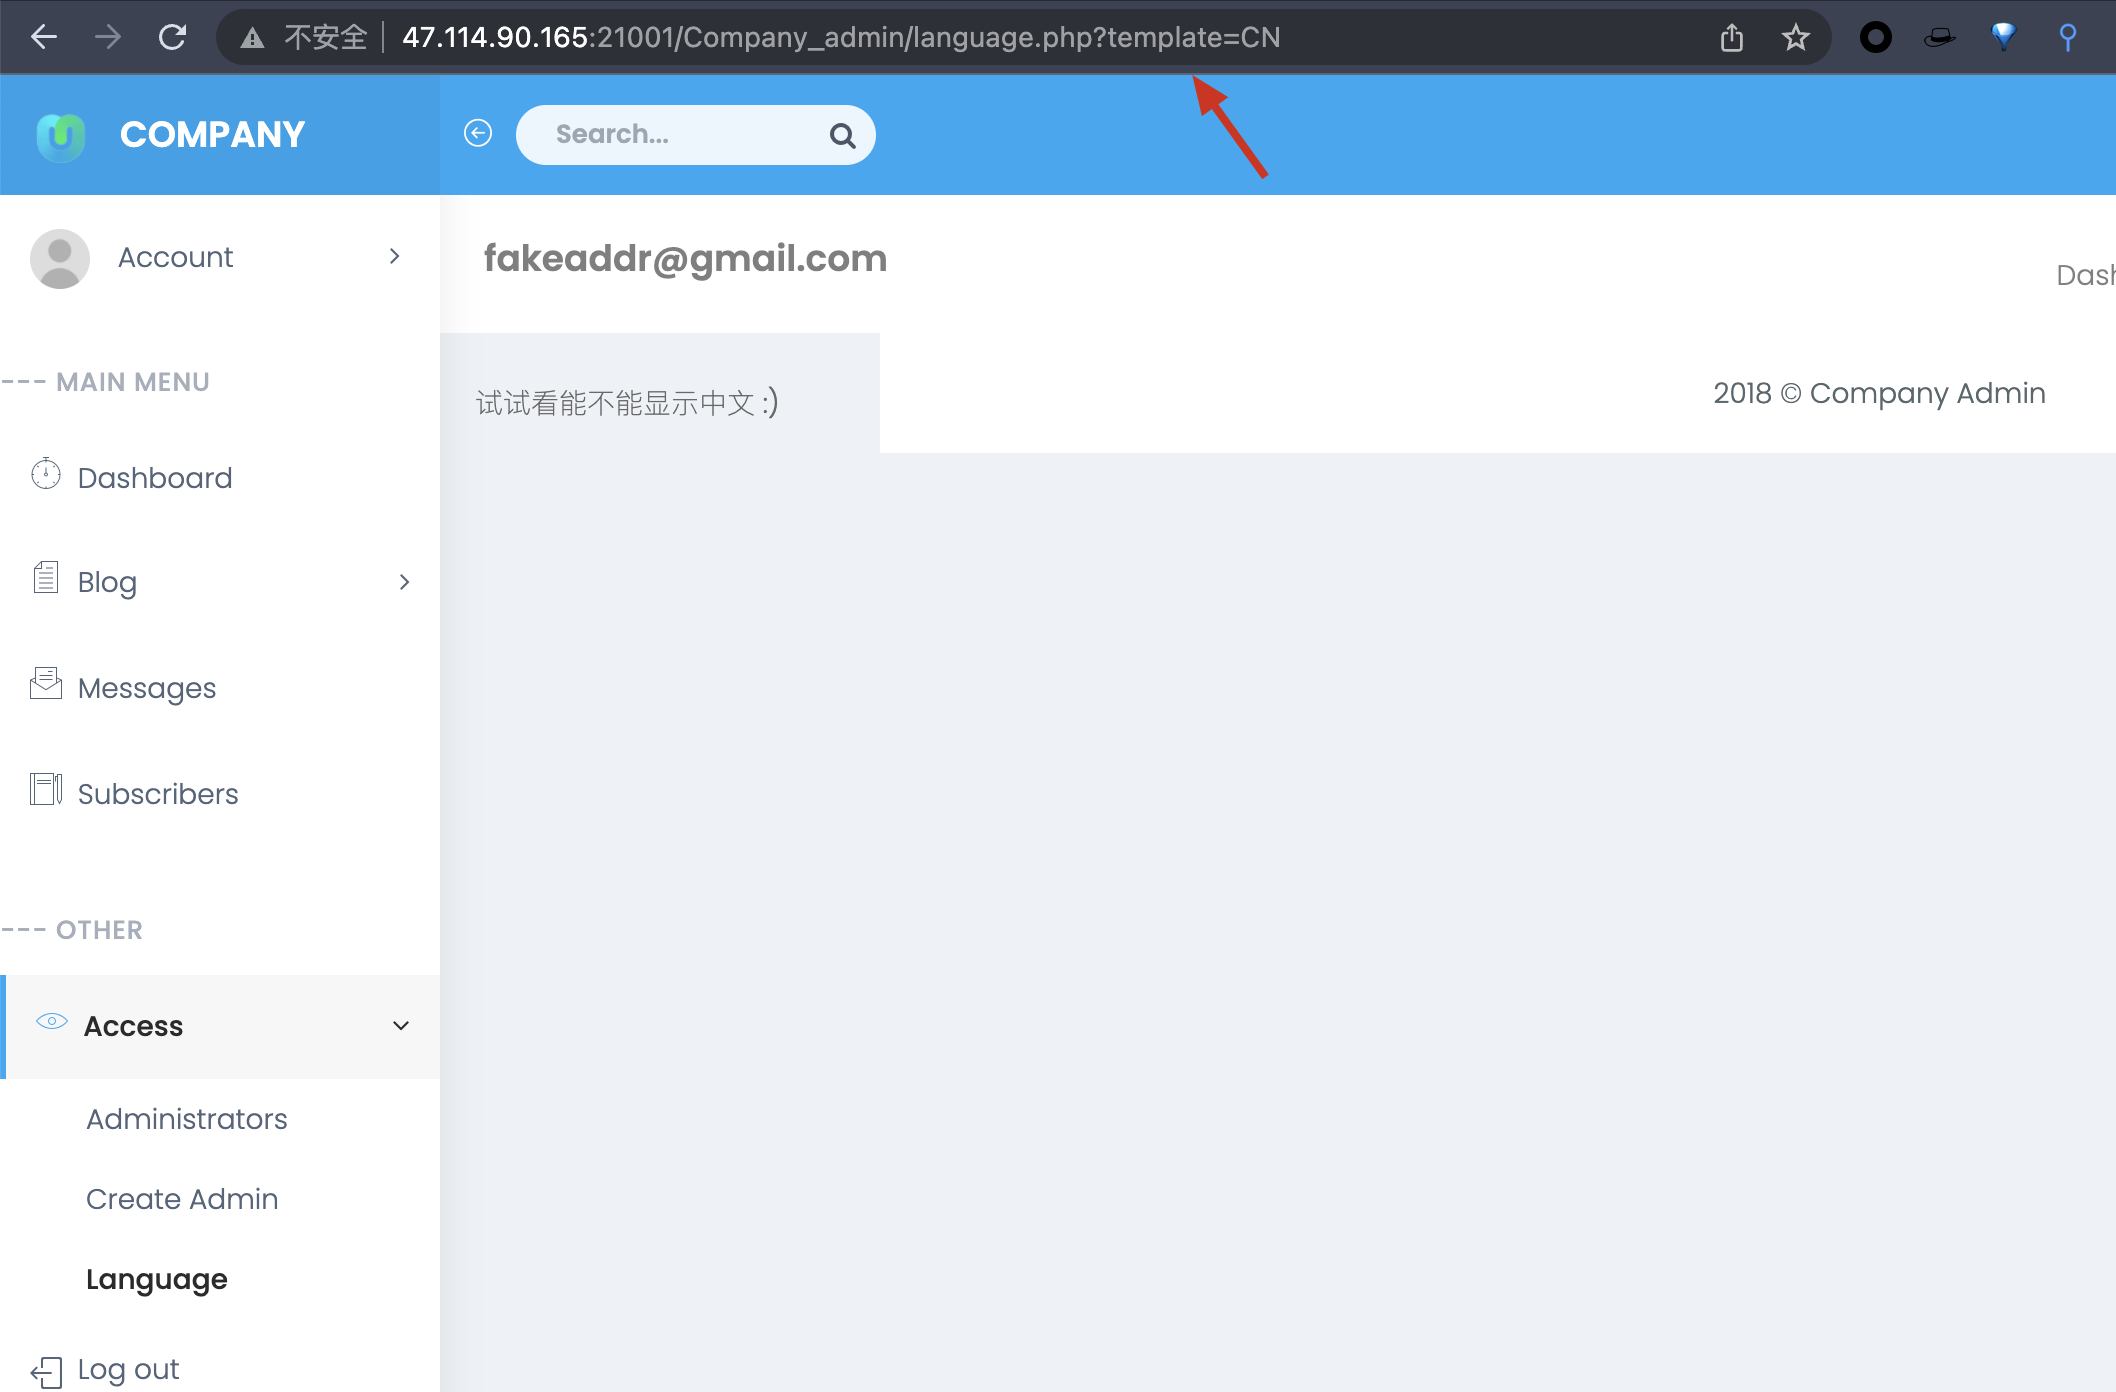 不安全 47.114.90.165:21001/Company_admin/language.php?template=CN
COMPANY
Search...
Account
fakeaddr@gmail.com
Dash
--- MAIN MENU
试试看能不能显示中文 :)
2018 © Company Admin
Dashboard
Blog
Messages
Subscribers
--- OTHER
Access
Administrators
Create Admin
Language
Log out